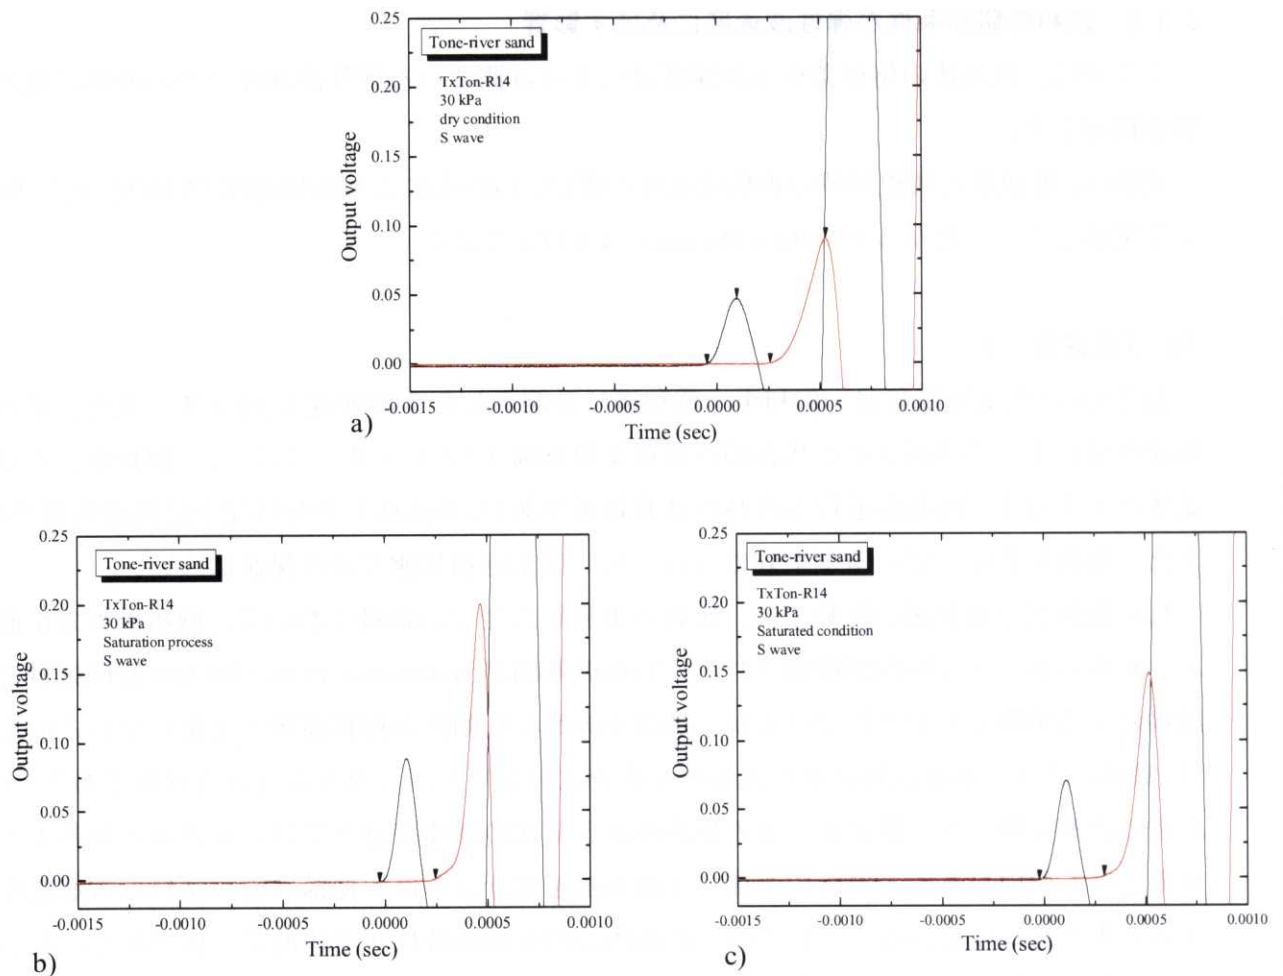 0.25
Tone-river sand
TxTon-R14
30 kPa
dry condition
S wave
0.20
0.15
0.10
0.05
0.00
Output voltage
-0.0015 -0.0010 -0.0005 0.0000 0.0005 0.0010
Time (sec)
a)
0.25
Tone-river sand
TxTon-R14
30 kPa
Saturation process
S wave
0.20
0.15
0.10
0.05
0.00
Output voltage
-0.0015 -0.0010 -0.0005 0.0000 0.0005 0.0010
Time (sec)
b)
0.25
Tone-river sand
TxTon-R14
30 kPa
Saturated condition
S wave
0.20
0.15
0.10
0.05
0.00
Output voltage
-0.0015 -0.0010 -0.0005 0.0000 0.0005 0.0010
Time (sec)
c)